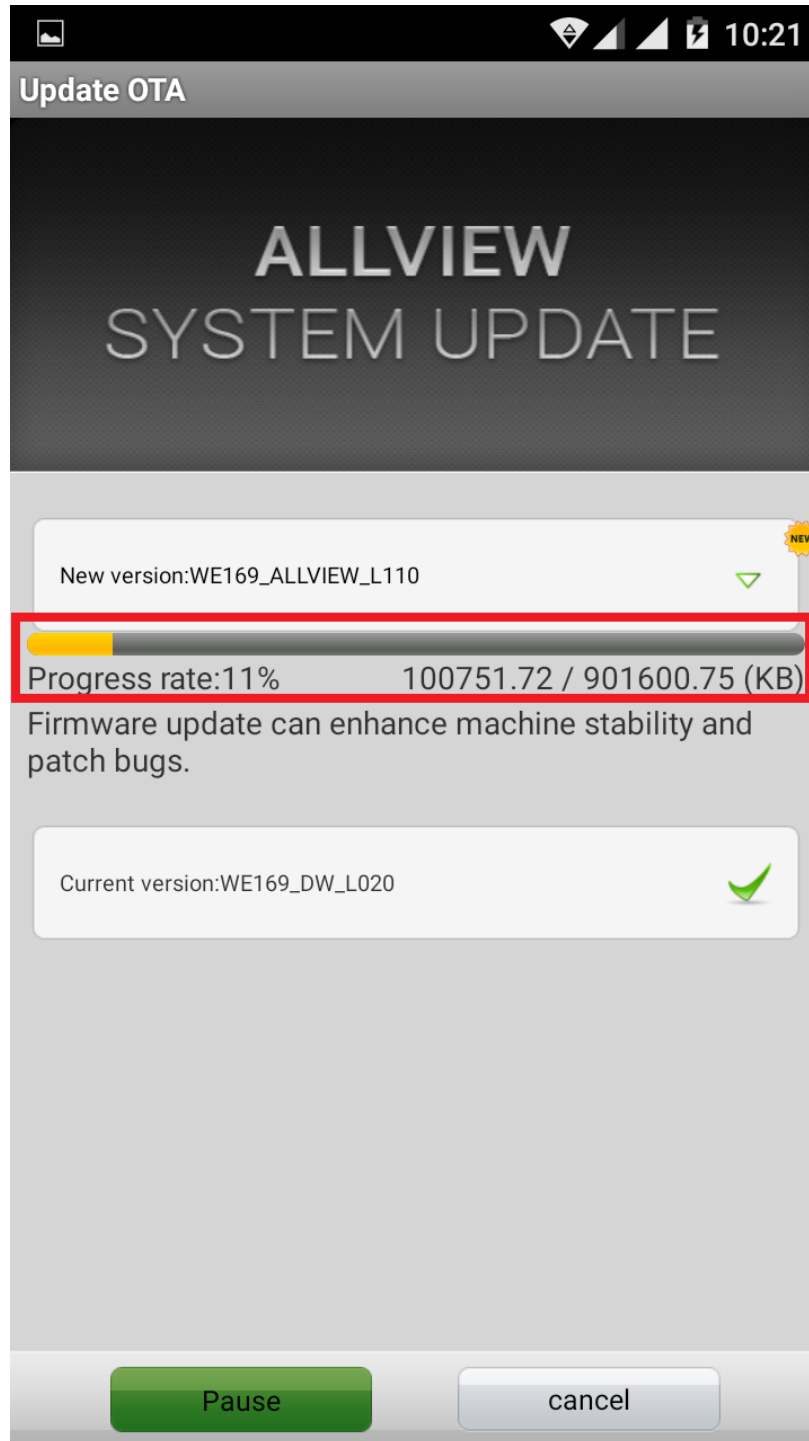 10:21
Update OTA
ALLVIEW
SYSTEM UPDATE
NEW
New version:WE169_ALLVIEW_L110
Progress rate:11% 100751.72 / 901600.75 (KB)
Firmware update can enhance machine stability and
patch bugs.
Current version:WE169_DW_L020
Pause cancel